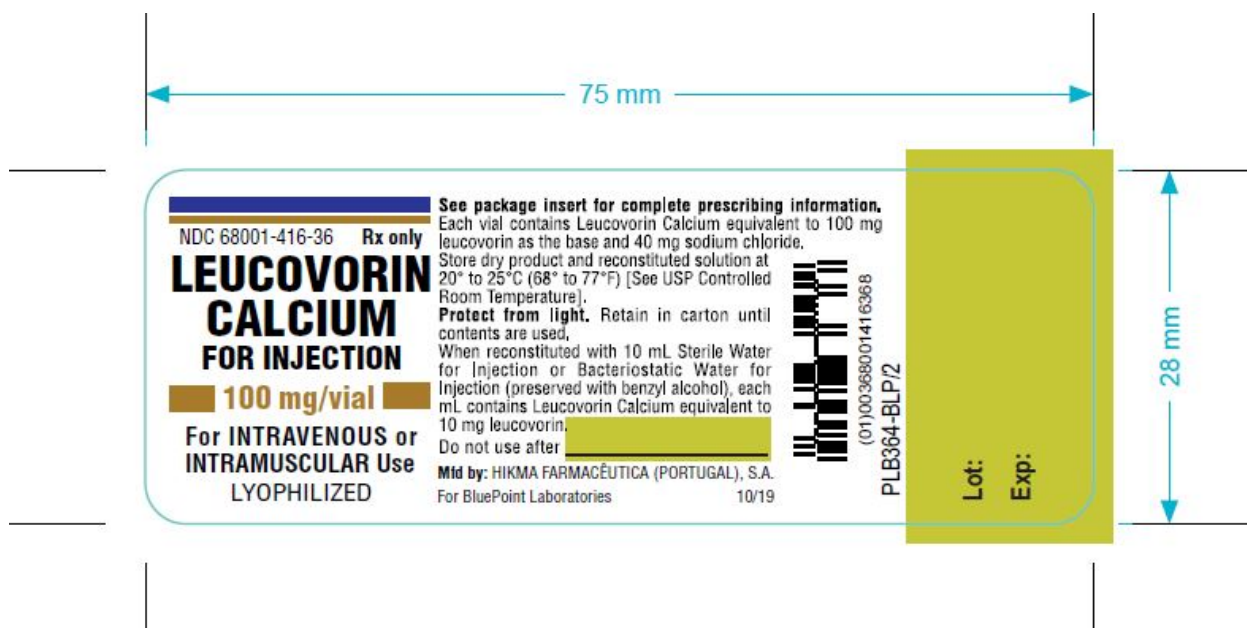 75 mm
NDC 68001-416-36 Rx only
LEUCOVORIN
CALCIUM
FOR INJECTION
100 mg/vial
For INTRAVENOUS or
INTRAMUSCULAR Use
LYOPHILIZED
See package insert for complete prescribing information.
Each vial contains Leucovorin Calcium equivalent to 100 mg
leucovorin as the base and 40 mg sodium chloride.
Store dry product and reconstituted solution at
20° to 25°C (68° to 77°F) [See USP Controlled
Room Temperature].
Protect from light. Retain in carton until
contents are used.
When reconstituted with 10 mL Sterile Water
for Injection or Bacteriostatic Water for
Injection (preserved with benzyl alcohol), each
mL contains Leucovorin Calcium equivalent to
10 mg leucovorin.
Do not use after
Mfd by: HIKMA FARMACÊUTICA (PORTUGAL), S.A.
For BluePoint Laboratories 10/19
(01)00368001416368
PLB364-BLP/2
Lot:
Exp:
28 mm